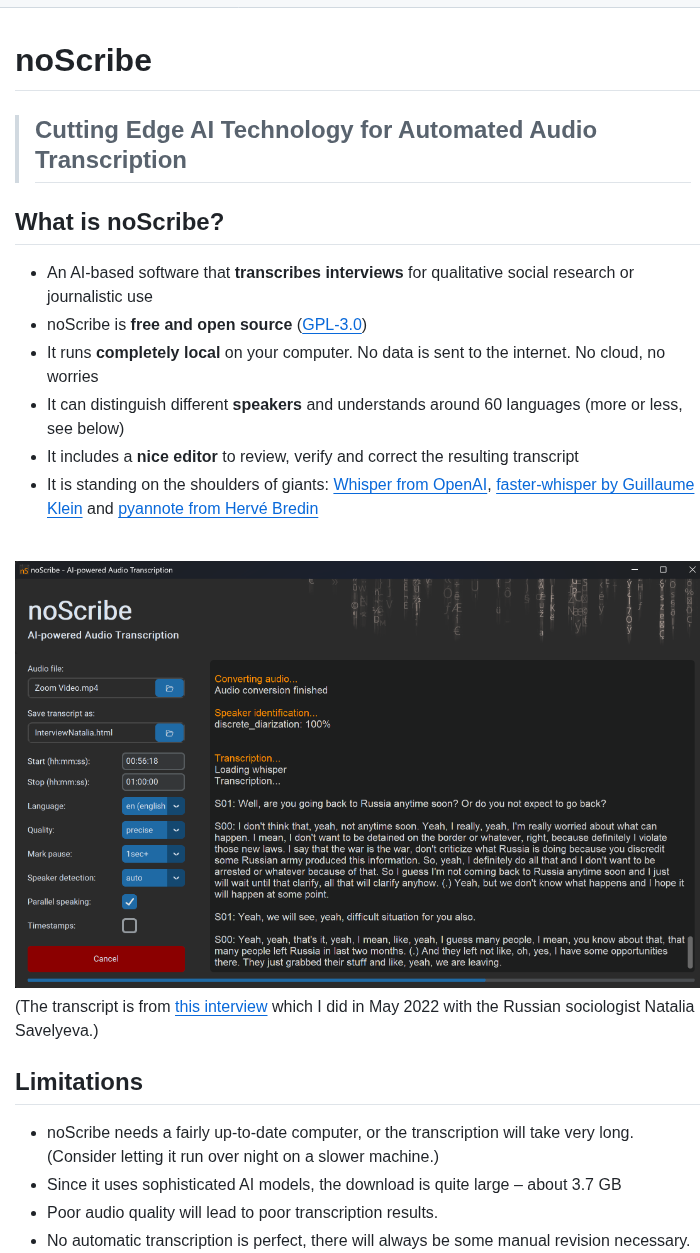 noScribe
Cutting Edge AI Technology for Automated Audio
Transcription
What is noScribe?
An AI-based software that transcribes interviews for qualitative social research or
journalistic use
noScribe is free and open source (GPL-3.0)
It runs completely local on your computer. No data is sent to the internet. No cloud, no
worries
It can distinguish different speakers and understands around 60 languages (more or less,
see below)
It includes a nice editor to review, verify and correct the resulting transcript
It is standing on the shoulders of giants: Whisper from OpenAI, faster-whisper by Guillaume
Klein and pyannote from Hervé Bredin
nS noScribe - AI-powered Audio Transcription
noScribe
AI-powered Audio Transcription
Audio file:
Zoom Video.mp4
Save transcript as:
InterviewNatalia.html
Start (hh:mm:ss): 00:56:18
Stop (hh:mm:ss): 01:00:00
Language: en (english
Quality: precise
Mark pause: 1sec+
Speaker detection: auto
Parallel speaking:
Timestamps:
Cancel
Converting audio...
Audio conversion finished
Speaker identification...
discrete_diarization: 100%
Transcription...
Loading whisper
Transcription...
S01: Well, are you going back to Russia anytime soon? Or do you not expect to go back?
S00: I don't think that, yeah, not anytime soon. Yeah, I really, yeah, I'm really worried about what can
happen. I mean, I don't want to be detained on the border or whatever, right, because definitely I violate
those new laws. I say that the war is the war, don't criticize what Russia is doing because you discredit
some Russian army produced this information. So, yeah, I definitely do all that and I don't want to be
arrested or whatever because of that. So I guess I'm not coming back to Russia anytime soon and I just
will wait until that clarify, all that will clarify anyhow. (.) Yeah, but we don't know what happens and I hope it
will happen at some point.
S01: Yeah, we will see, yeah, difficult situation for you also.
S00: Yeah, yeah, that's it, yeah, I mean, like, yeah, I guess many people, I mean, you know about that, that
many people left Russia in last two months. (.) And they left not like, oh, yes, I have some opportunities
there. They just grabbed their stuff and like, yeah, we are leaving.
(The transcript is from this interview which I did in May 2022 with the Russian sociologist Natalia
Savelyeva.)
Limitations
noScribe needs a fairly up-to-date computer, or the transcription will take very long.
(Consider letting it run over night on a slower machine.)
Since it uses sophisticated AI models, the download is quite large – about 3.7 GB
Poor audio quality will lead to poor transcription results.
No automatic transcription is perfect, there will always be some manual revision necessary.